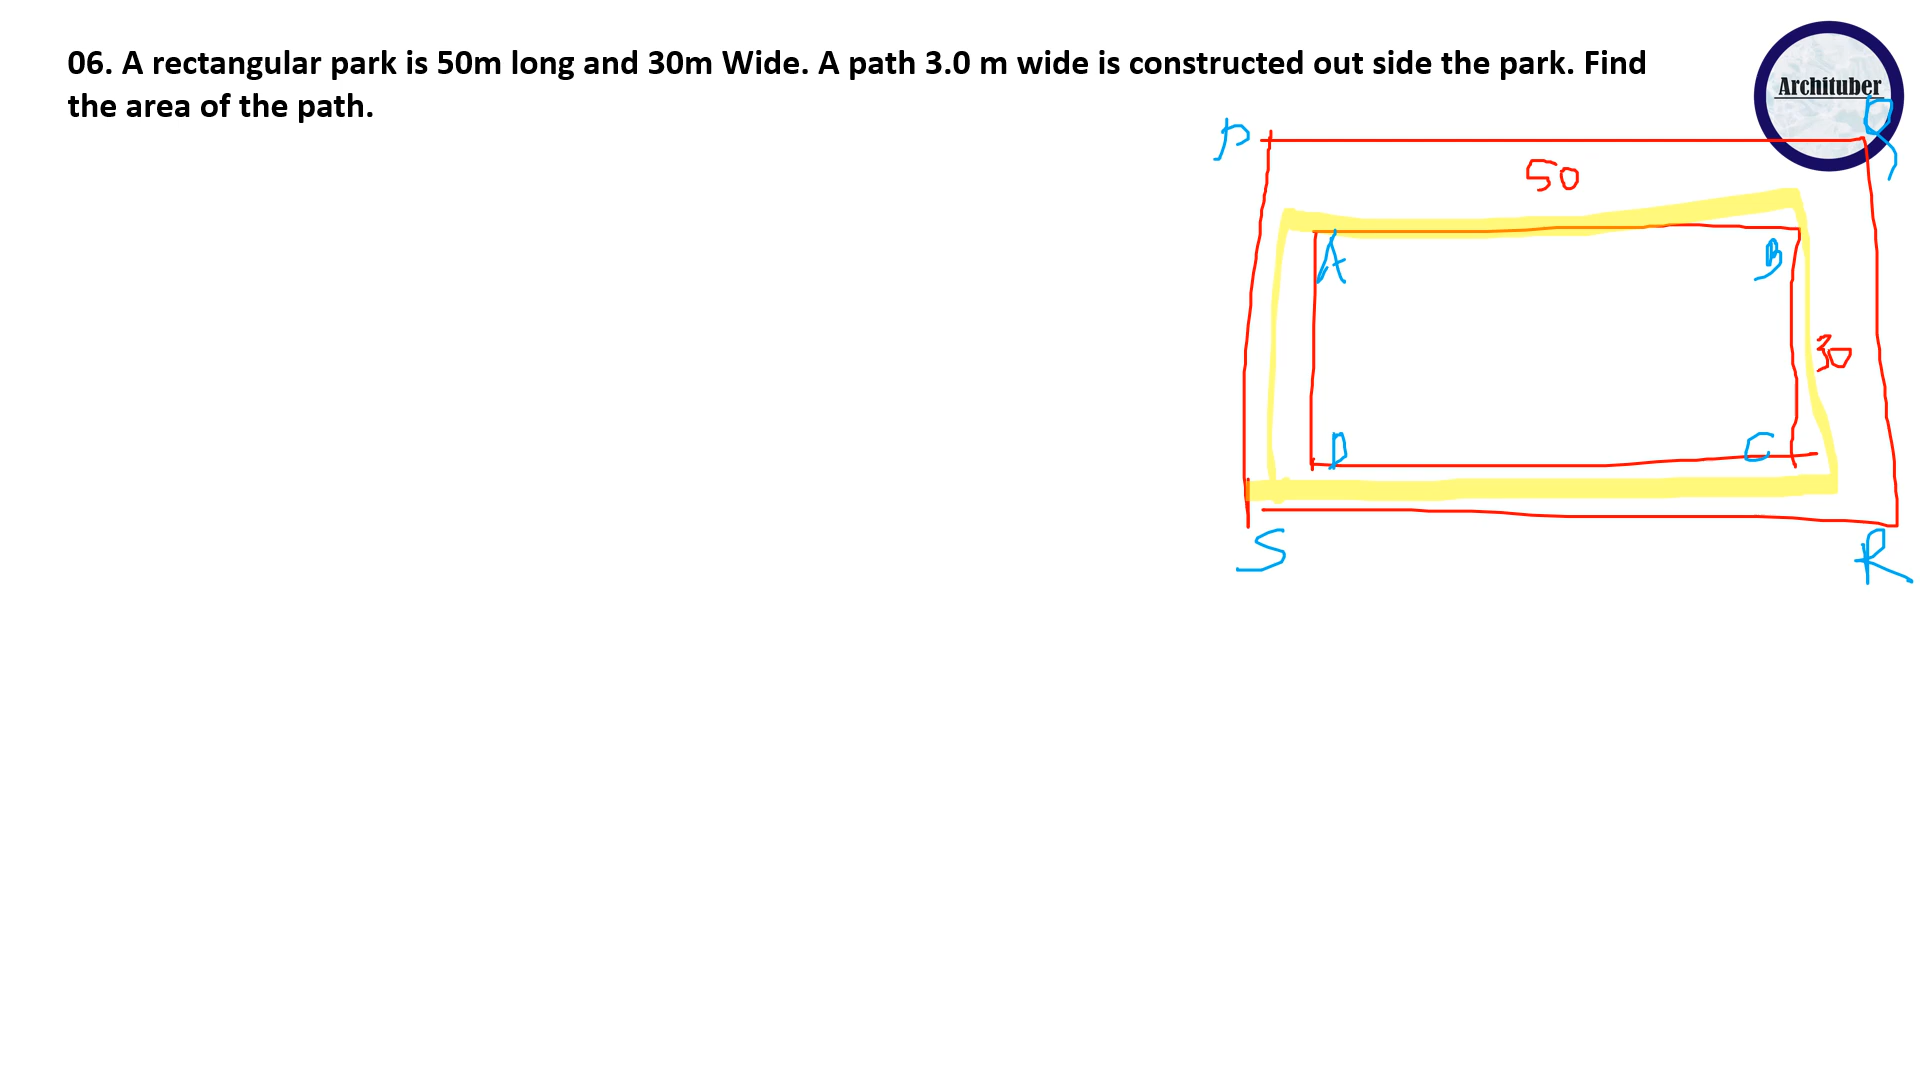 06. A rectangular park is 50m long and 30m Wide. A path 3.0 m wide is constructed out side the park. Find
the area of the path.
Archituber
P
Q
50
A
B
30
D
C
S
R